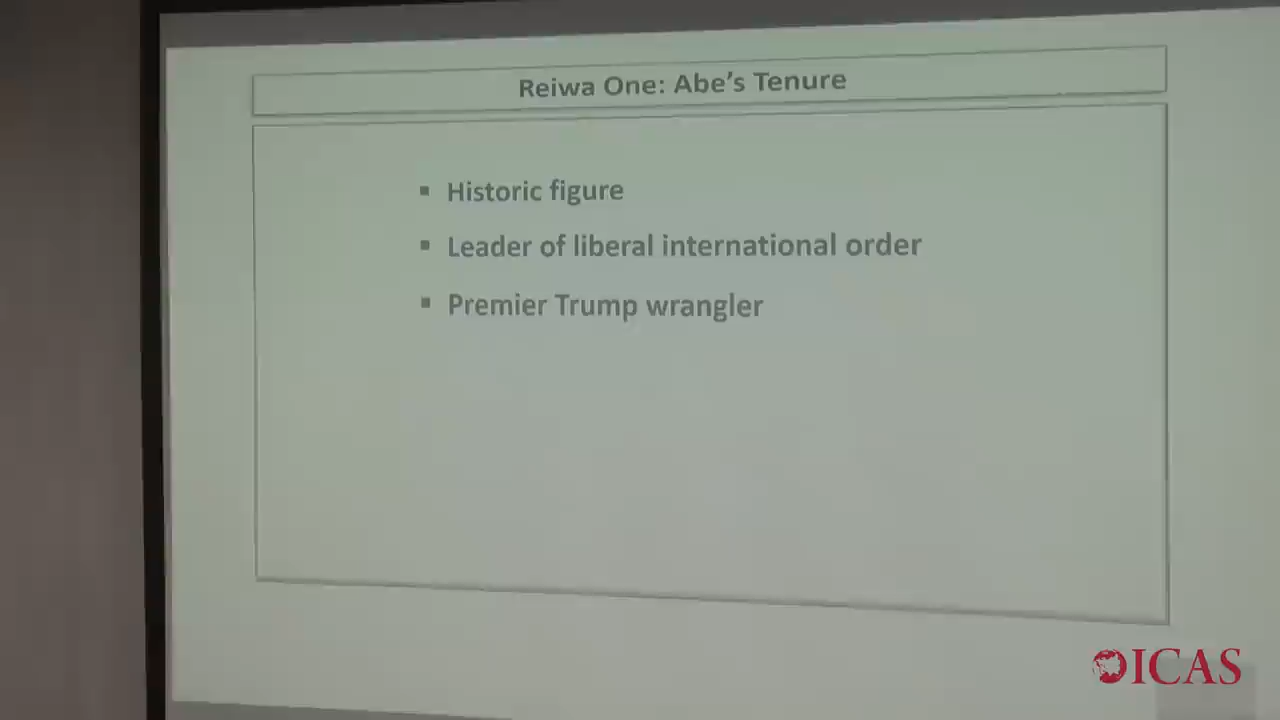 Reiwa One: Abe's Tenure
▪ Historic figure
▪ Leader of liberal international order
▪ Premier Trump wrangler
ICAS